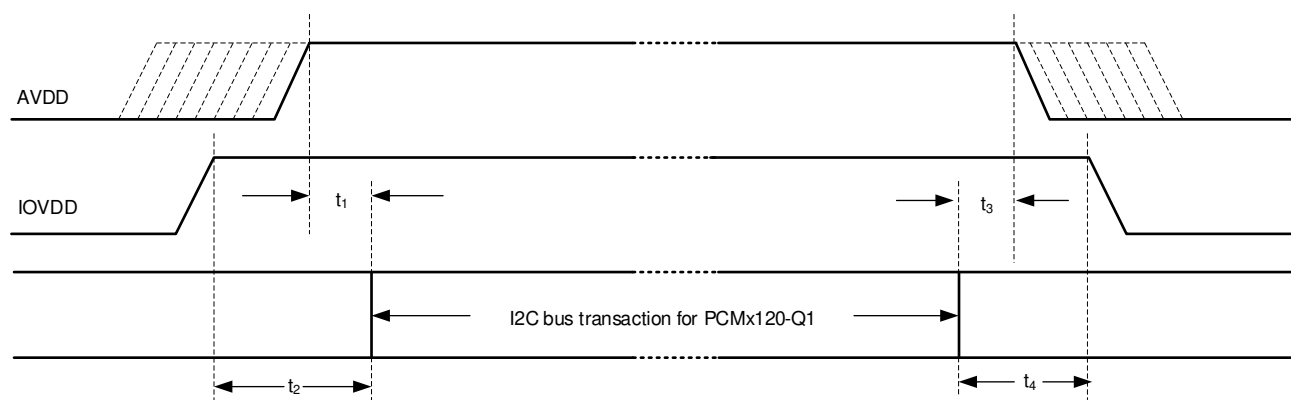 AVDD
IOVDD
t1
t3
I2C bus transaction for PCMx120-Q1
t2
t4